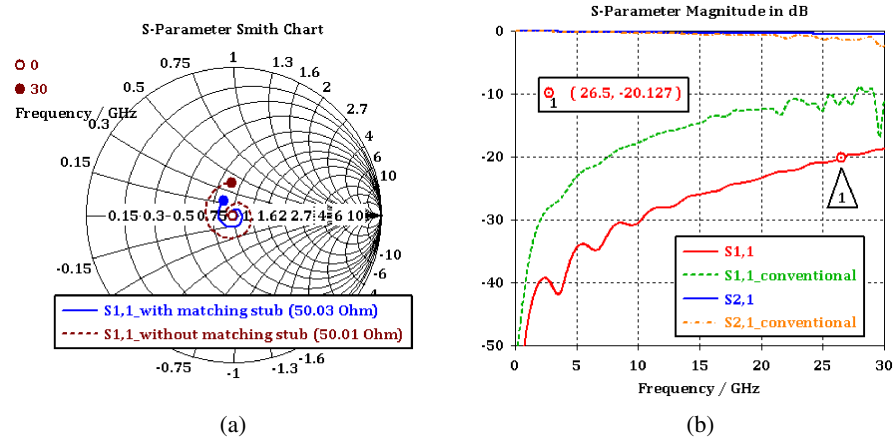 S-Parameter Smith Chart
0
30
Frequency / GHz
0.75 1 1.3 1.6
0.5 2
0.3 2.7
0.15 4
6
10
0.15 0.3 0.5 0.75 1 1.6 2.7 4 6 10
-10
-0.15 -6
-4
S1,1_with matching stub (50.03 Ohm)
S1,1_without matching stub (50.01 Ohm)
-0.75 -1 -1.3 -1.6
(a)
S-Parameter Magnitude in dB
0
-10
-20
-30
-40
-50
1 ( 26.5, -20.127 )
1
S1,1
S1,1_conventional
S2,1
S2,1_conventional
0 5 10 15 20 25 30
Frequency / GHz
(b)